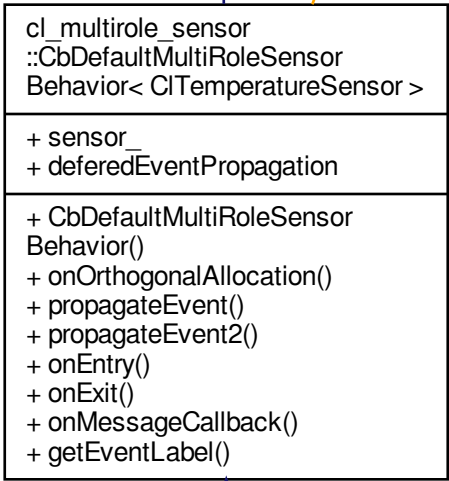 cl_multirole_sensor
::CbDefaultMultiRoleSensor
Behavior< ClTemperatureSensor >
+ sensor_
+ deferedEventPropagation
+ CbDefaultMultiRoleSensor
Behavior()
+ onOrthogonalAllocation()
+ propagateEvent()
+ propagateEvent2()
+ onEntry()
+ onExit()
+ onMessageCallback()
+ getEventLabel()